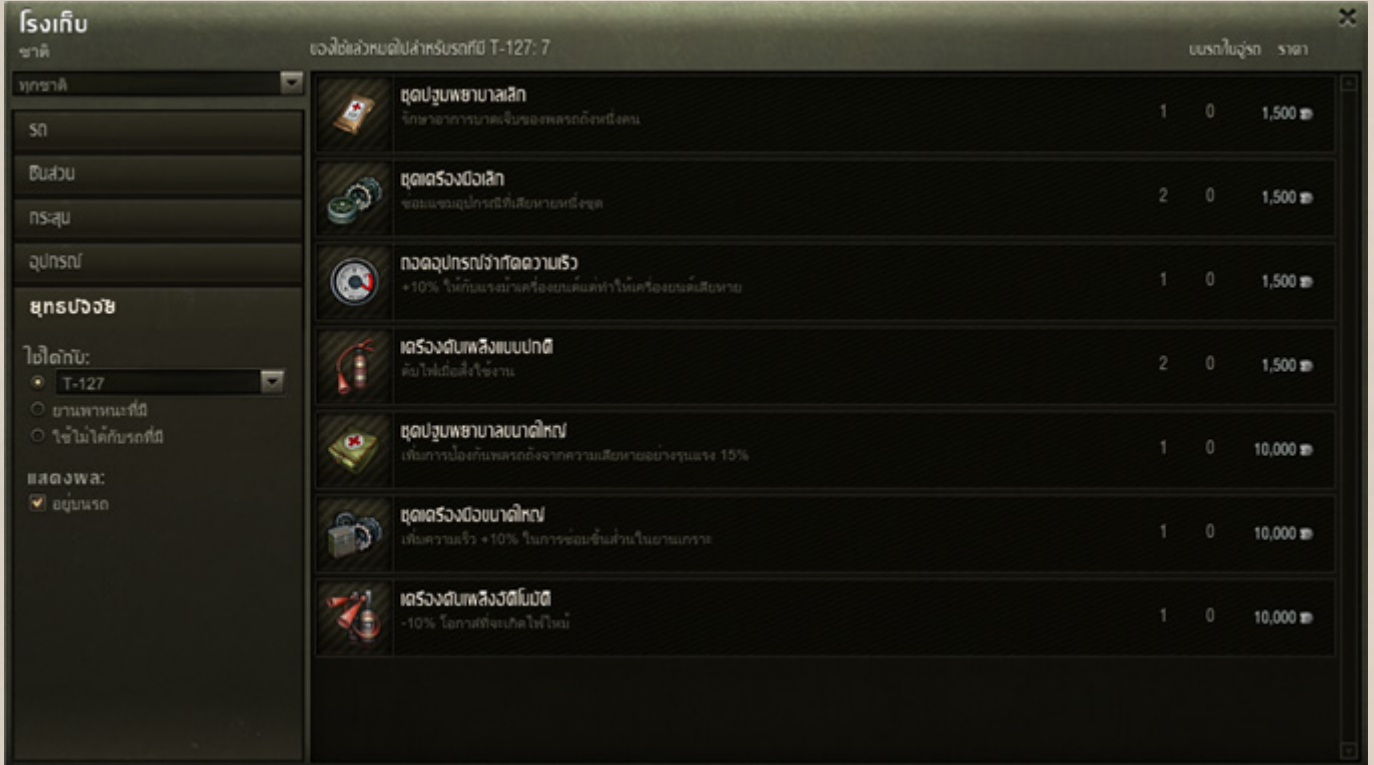 โรงเก็บ
ชาติ
ทุกชาติ
รถ
ชิ้นส่วน
กระสุน
อุปกรณ์
ยุทธปัจจัย
ใช้ได้กับ:
T-127
ยานพาหนะที่มี
ใช้ไม่ได้กับรถที่มี
แสดงผล:
อยู่บนรถ
ของใช้แล้วหมดไปสำหรับรถที่มี T-127: 7
บนรถ/ในอู่รถ ราคา
ชุดปฐมพยาบาลเล็ก
รักษาอาการบาดเจ็บของพลรถถังหนึ่งคน
1 0 1,500
ชุดเครื่องมือเล็ก
ซ่อมแซมอุปกรณ์ที่เสียหายหนึ่งชุด
2 0 1,500
ถอดอุปกรณ์จำกัดความเร็ว
+10% ให้กับแรงม้าเครื่องยนต์แต่ทำให้เครื่องยนต์เสียหาย
1 0 1,500
เครื่องดับเพลิงแบบปกติ
ดับไฟเมื่อสั่งใช้งาน
2 0 1,500
ชุดปฐมพยาบาลขนาดใหญ่
เพิ่มการป้องกันพลรถถังจากความเสียหายอย่างรุนแรง 15%
1 0 10,000
ชุดเครื่องมือขนาดใหญ่
เพิ่มความเร็ว +10% ในการซ่อมชิ้นส่วนในยานเกราะ
1 0 10,000
เครื่องดับเพลิงอัติโนมัติ
-10% โอกาสที่จะเกิดไฟไหม้
1 0 10,000